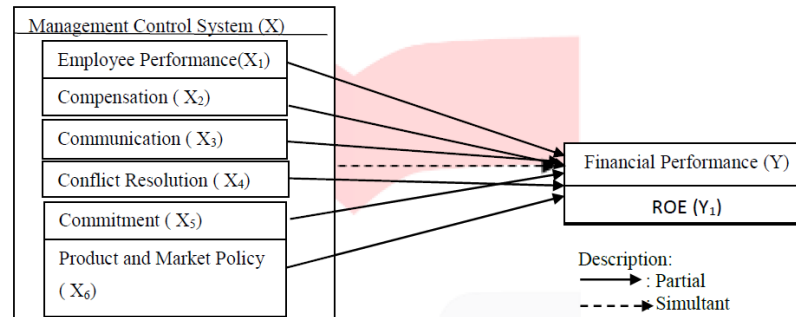 Management Control System (X)
Employee Performance(X₁)
Compensation ( X₂)
Communication ( X₃)
Conflict Resolution ( X₄)
Commitment ( X₅)
Product and Market Policy
( X₆)
Financial Performance (Y)
ROE (Y₁)
Description:
: Partial
: Simultant